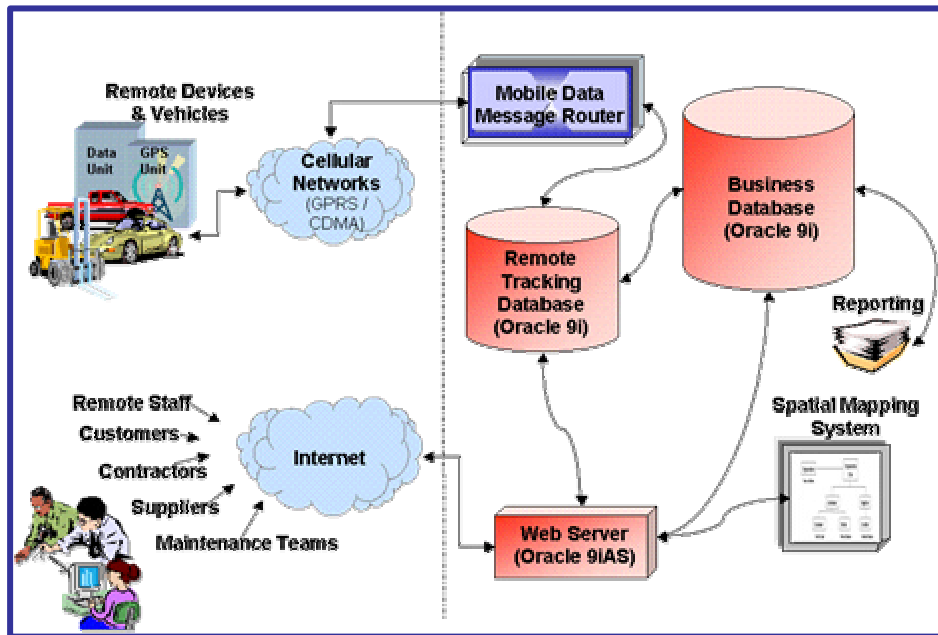 Remote Devices
& Vehicles
Data
Unit
GPS
Unit
Cellular
Networks
(GPRS /
CDMA)
Mobile Data
Message Router
Business
Database
(Oracle 9i)
Remote
Tracking
Database
(Oracle 9i)
Reporting
Remote Staff
Customers
Contractors
Suppliers
Maintenance Teams
Internet
Spatial Mapping
System
Web Server
(Oracle 9iAS)